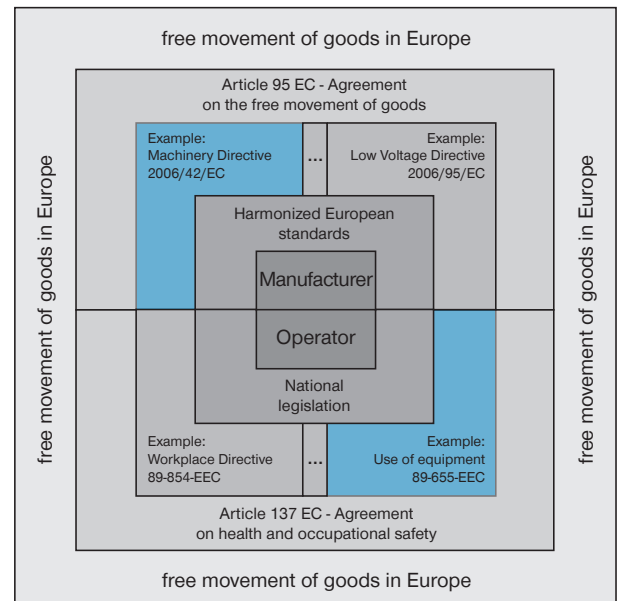 free movement of goods in Europe
Article 95 EC - Agreement
on the free movement of goods
Example:
Machinery Directive
2006/42/EC
...
Example:
Low Voltage Directive
2006/95/EC
Harmonized European
standards
Manufacturer
Operator
National
legislation
Example:
Workplace Directive
89-854-EEC
...
Example:
Use of equipment
89-655-EEC
Article 137 EC - Agreement
on health and occupational safety
free movement of goods in Europe
free movement of goods in Europe
free movement of goods in Europe